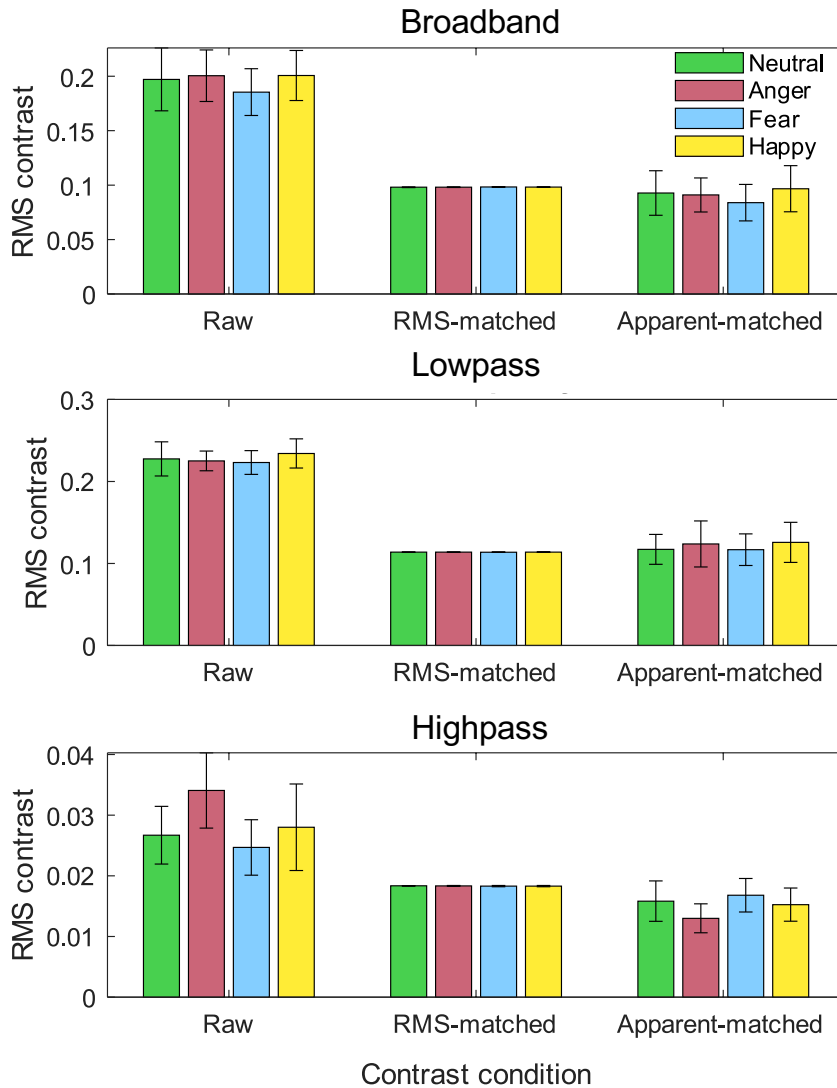 Broadband
RMS contrast
0.2
0.15
0.1
0.05
0
Neutral
Anger
Fear
Happy
Raw
RMS-matched
Apparent-matched
Lowpass
RMS contrast
0.3
0.2
0.1
0
Raw
RMS-matched
Apparent-matched
Highpass
RMS contrast
0.04
0.03
0.02
0.01
0
Raw
RMS-matched
Apparent-matched
Contrast condition